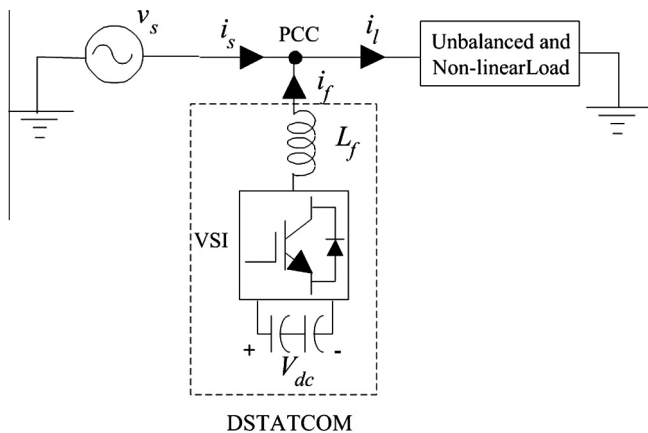 v_s
i_s
PCC
i_l
Unbalanced and
Non-linearLoad
i_f
L_f
VSI
+
-
V_dc
DSTATCOM